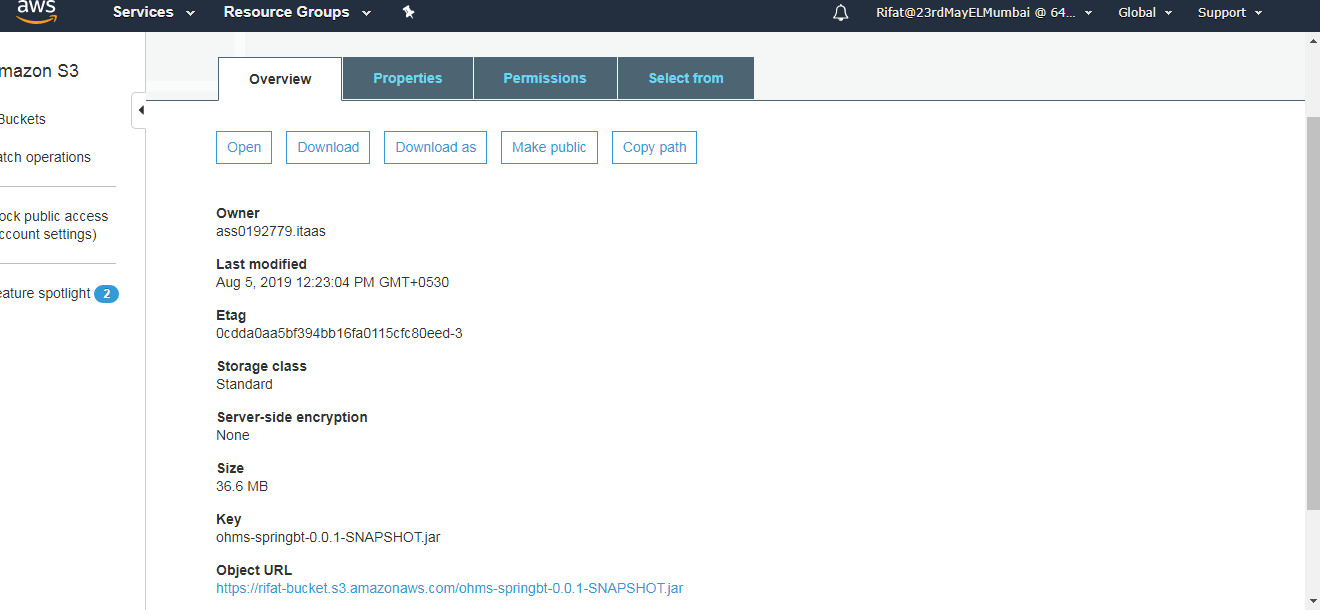 aws
Services
Resource Groups
Rifat@23rdMayELMumbai @ 64...
Global
Support
mazon S3
Buckets
atch operations
ock public access
ccount settings)
eature spotlight 2
Overview
Properties
Permissions
Select from
Open
Download
Download as
Make public
Copy path
Owner
ass0192779.itaas
Last modified
Aug 5, 2019 12:23:04 PM GMT+0530
Etag
0cdda0aa5bf394bb16fa0115cfc80eed-3
Storage class
Standard
Server-side encryption
None
Size
36.6 MB
Key
ohms-springbt-0.0.1-SNAPSHOT.jar
Object URL
https://rifat-bucket.s3.amazonaws.com/ohms-springbt-0.0.1-SNAPSHOT.jar